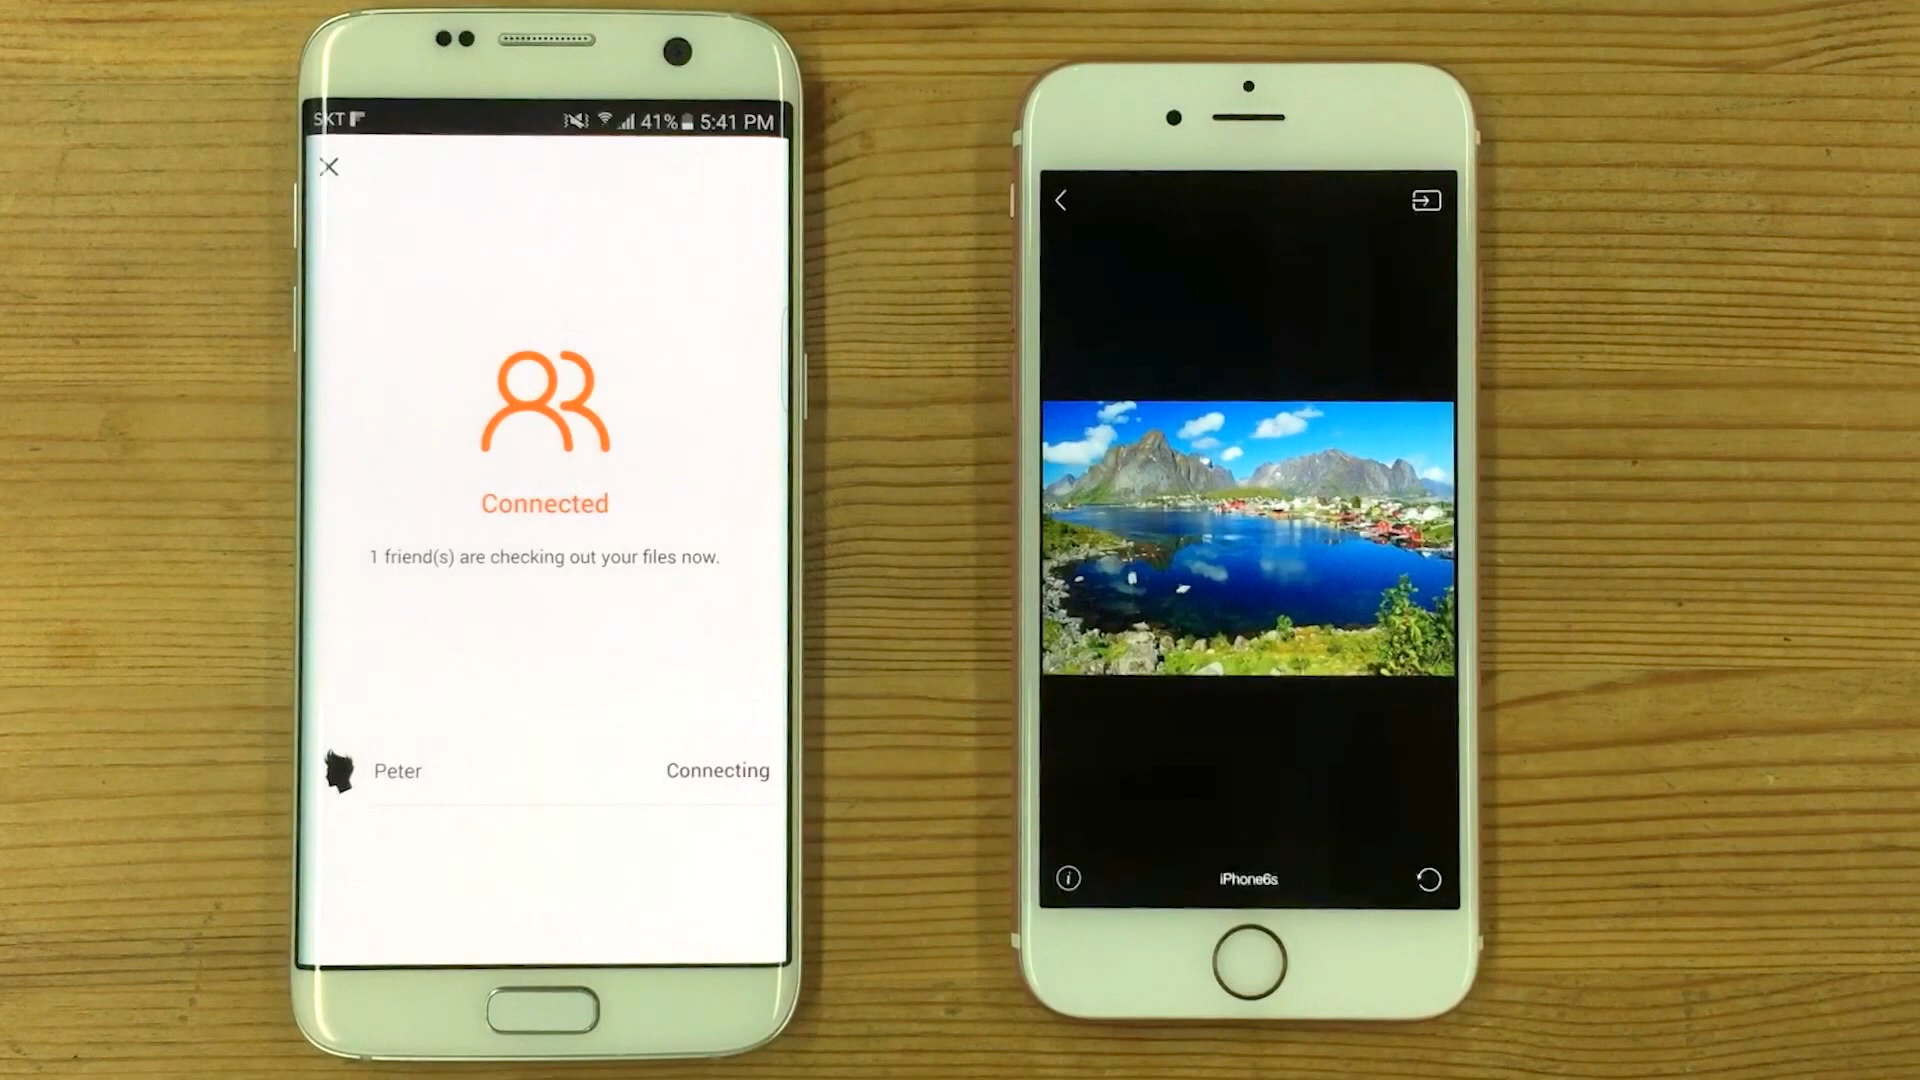 SKT
41% 5:41 PM
Connected
1 friend(s) are checking out your files now.
Peter
Connecting
iPhone6s